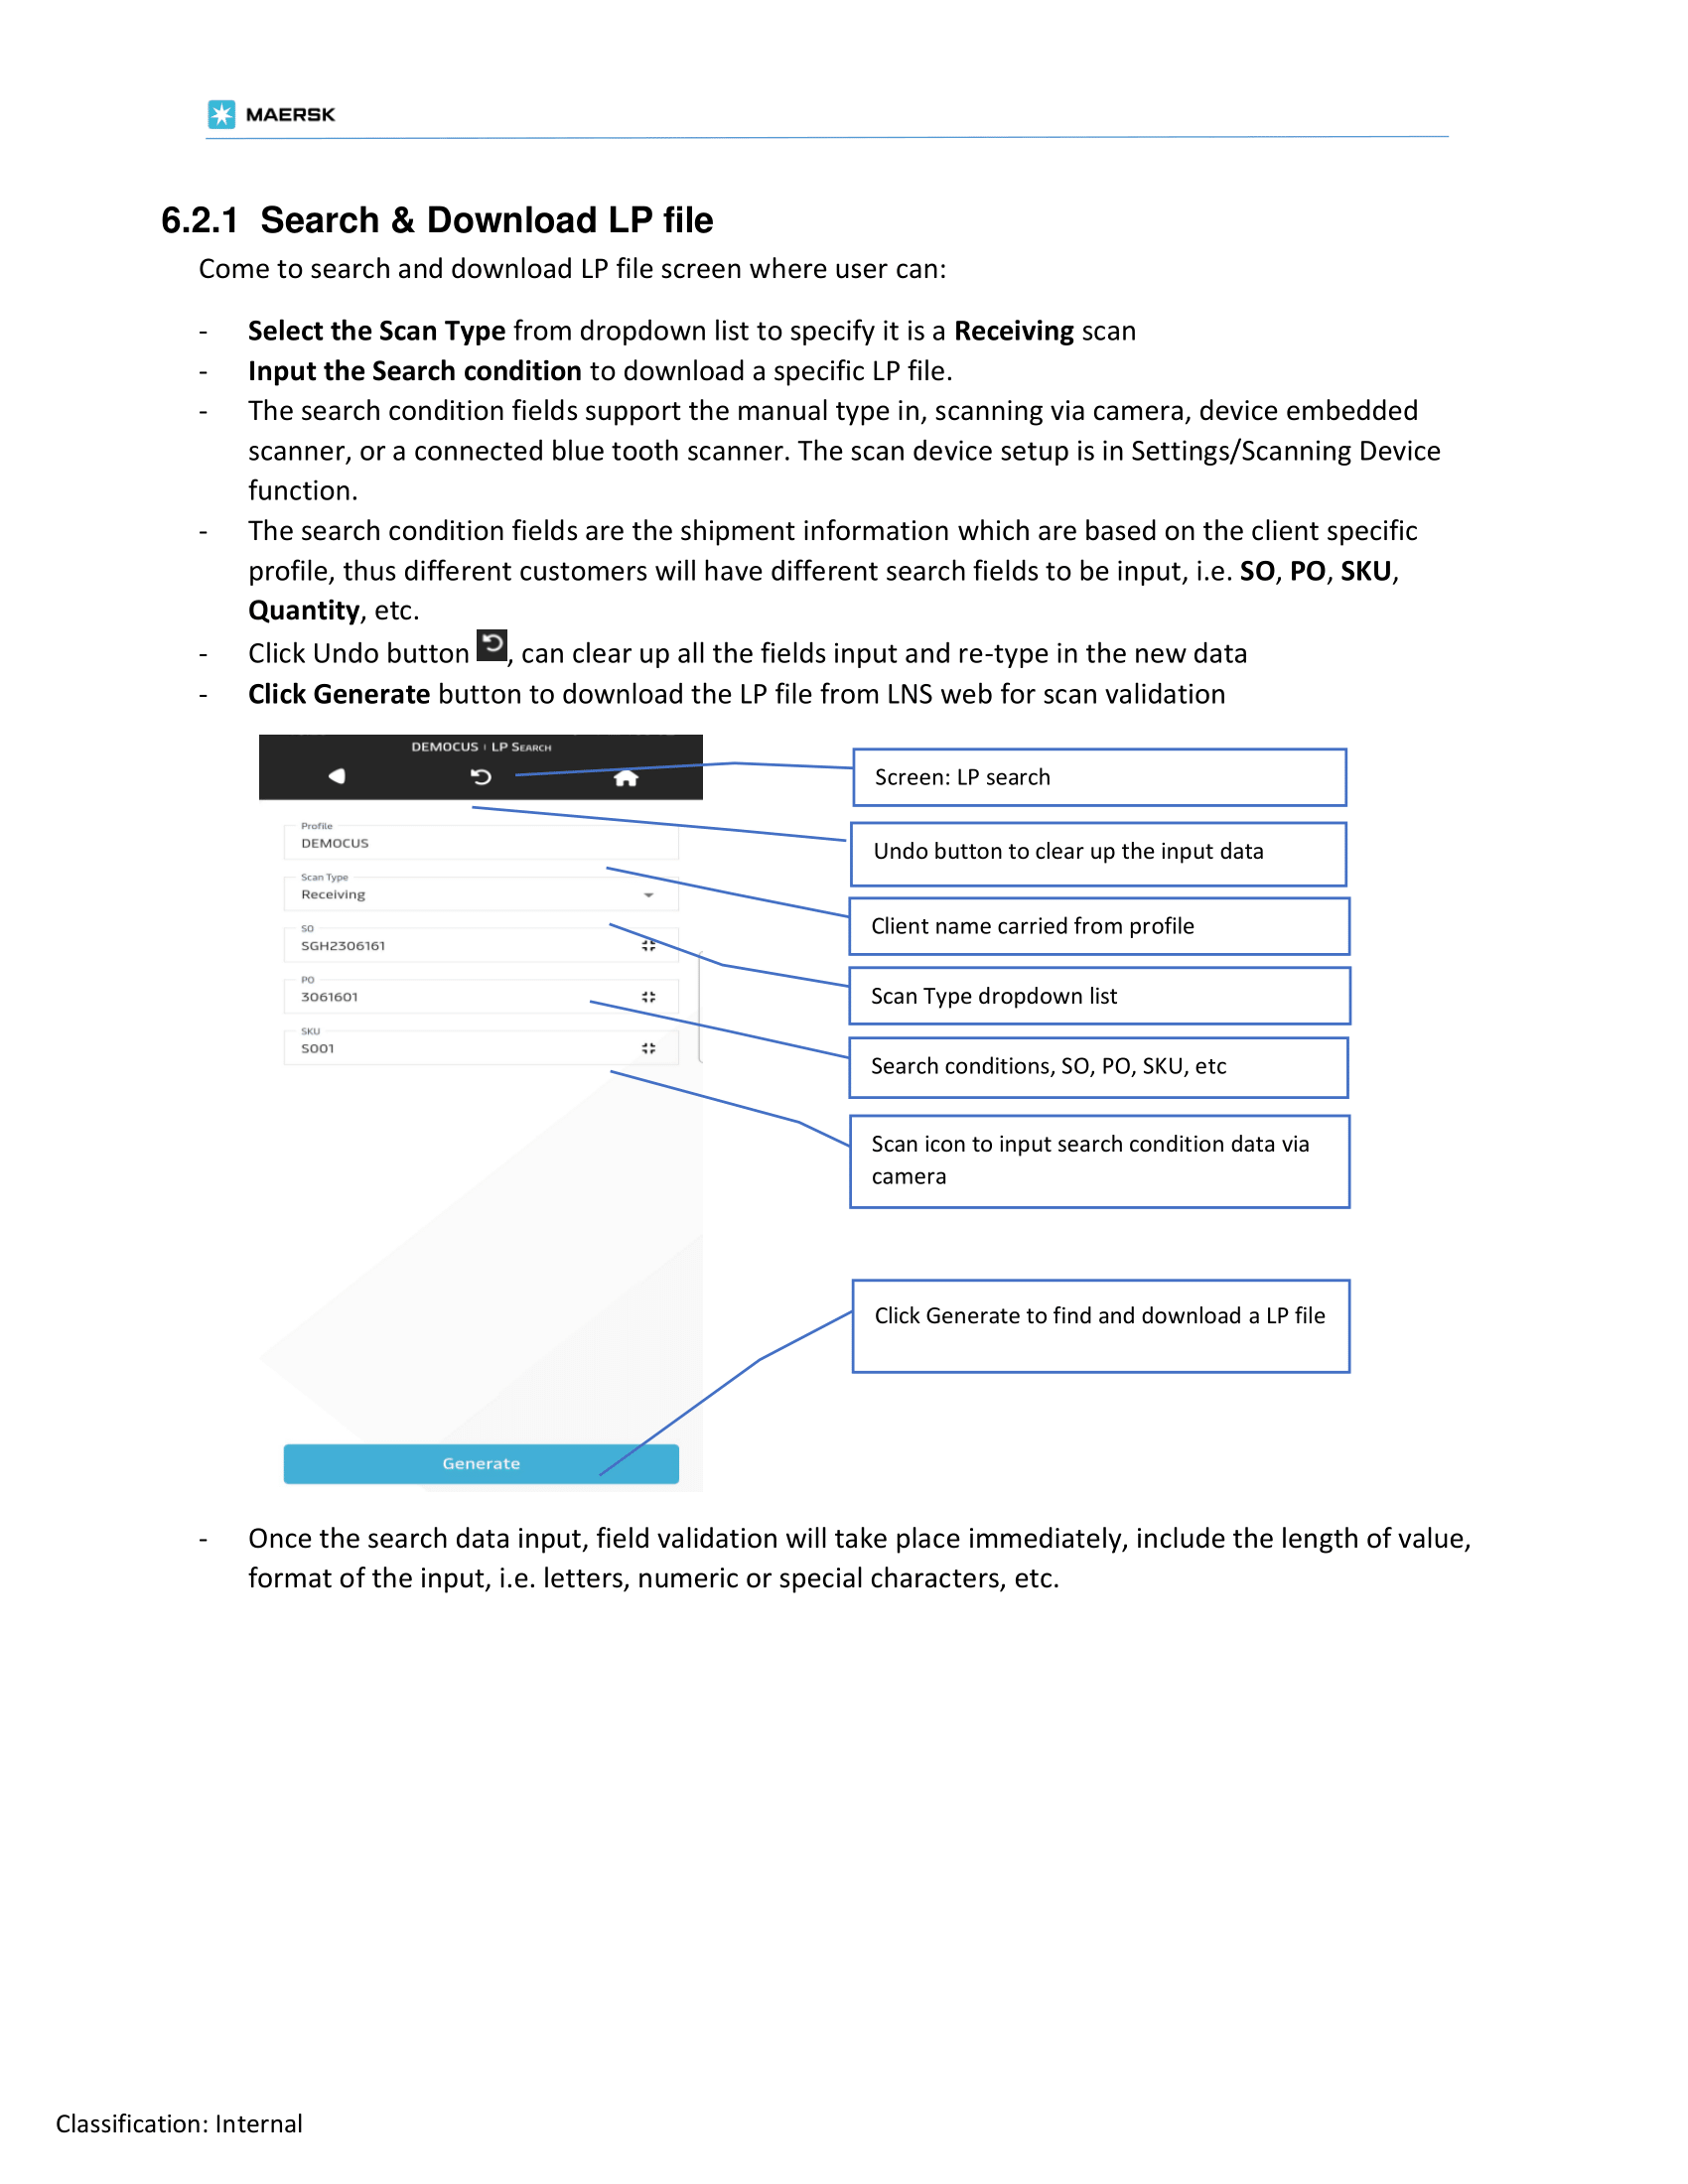 MAERSK
6.2.1 Search & Download LP file
Come to search and download LP file screen where user can:
- Select the Scan Type from dropdown list to specify it is a Receiving scan
- Input the Search condition to download a specific LP file.
- The search condition fields support the manual type in, scanning via camera, device embedded
scanner, or a connected blue tooth scanner. The scan device setup is in Settings/Scanning Device
function.
- The search condition fields are the shipment information which are based on the client specific
profile, thus different customers will have different search fields to be input, i.e. SO, PO, SKU,
Quantity, etc.
- Click Undo button , can clear up all the fields input and re-type in the new data
- Click Generate button to download the LP file from LNS web for scan validation
DEMOCUS | LP SEARCH
Profile
DEMOCUS
Scan Type
Receiving
SO
SGH2306161
PO
3061601
SKU
S001
Generate
Screen: LP search
Undo button to clear up the input data
Client name carried from profile
Scan Type dropdown list
Search conditions, SO, PO, SKU, etc
Scan icon to input search condition data via
camera
Click Generate to find and download a LP file
- Once the search data input, field validation will take place immediately, include the length of value,
format of the input, i.e. letters, numeric or special characters, etc.
Classification: Internal